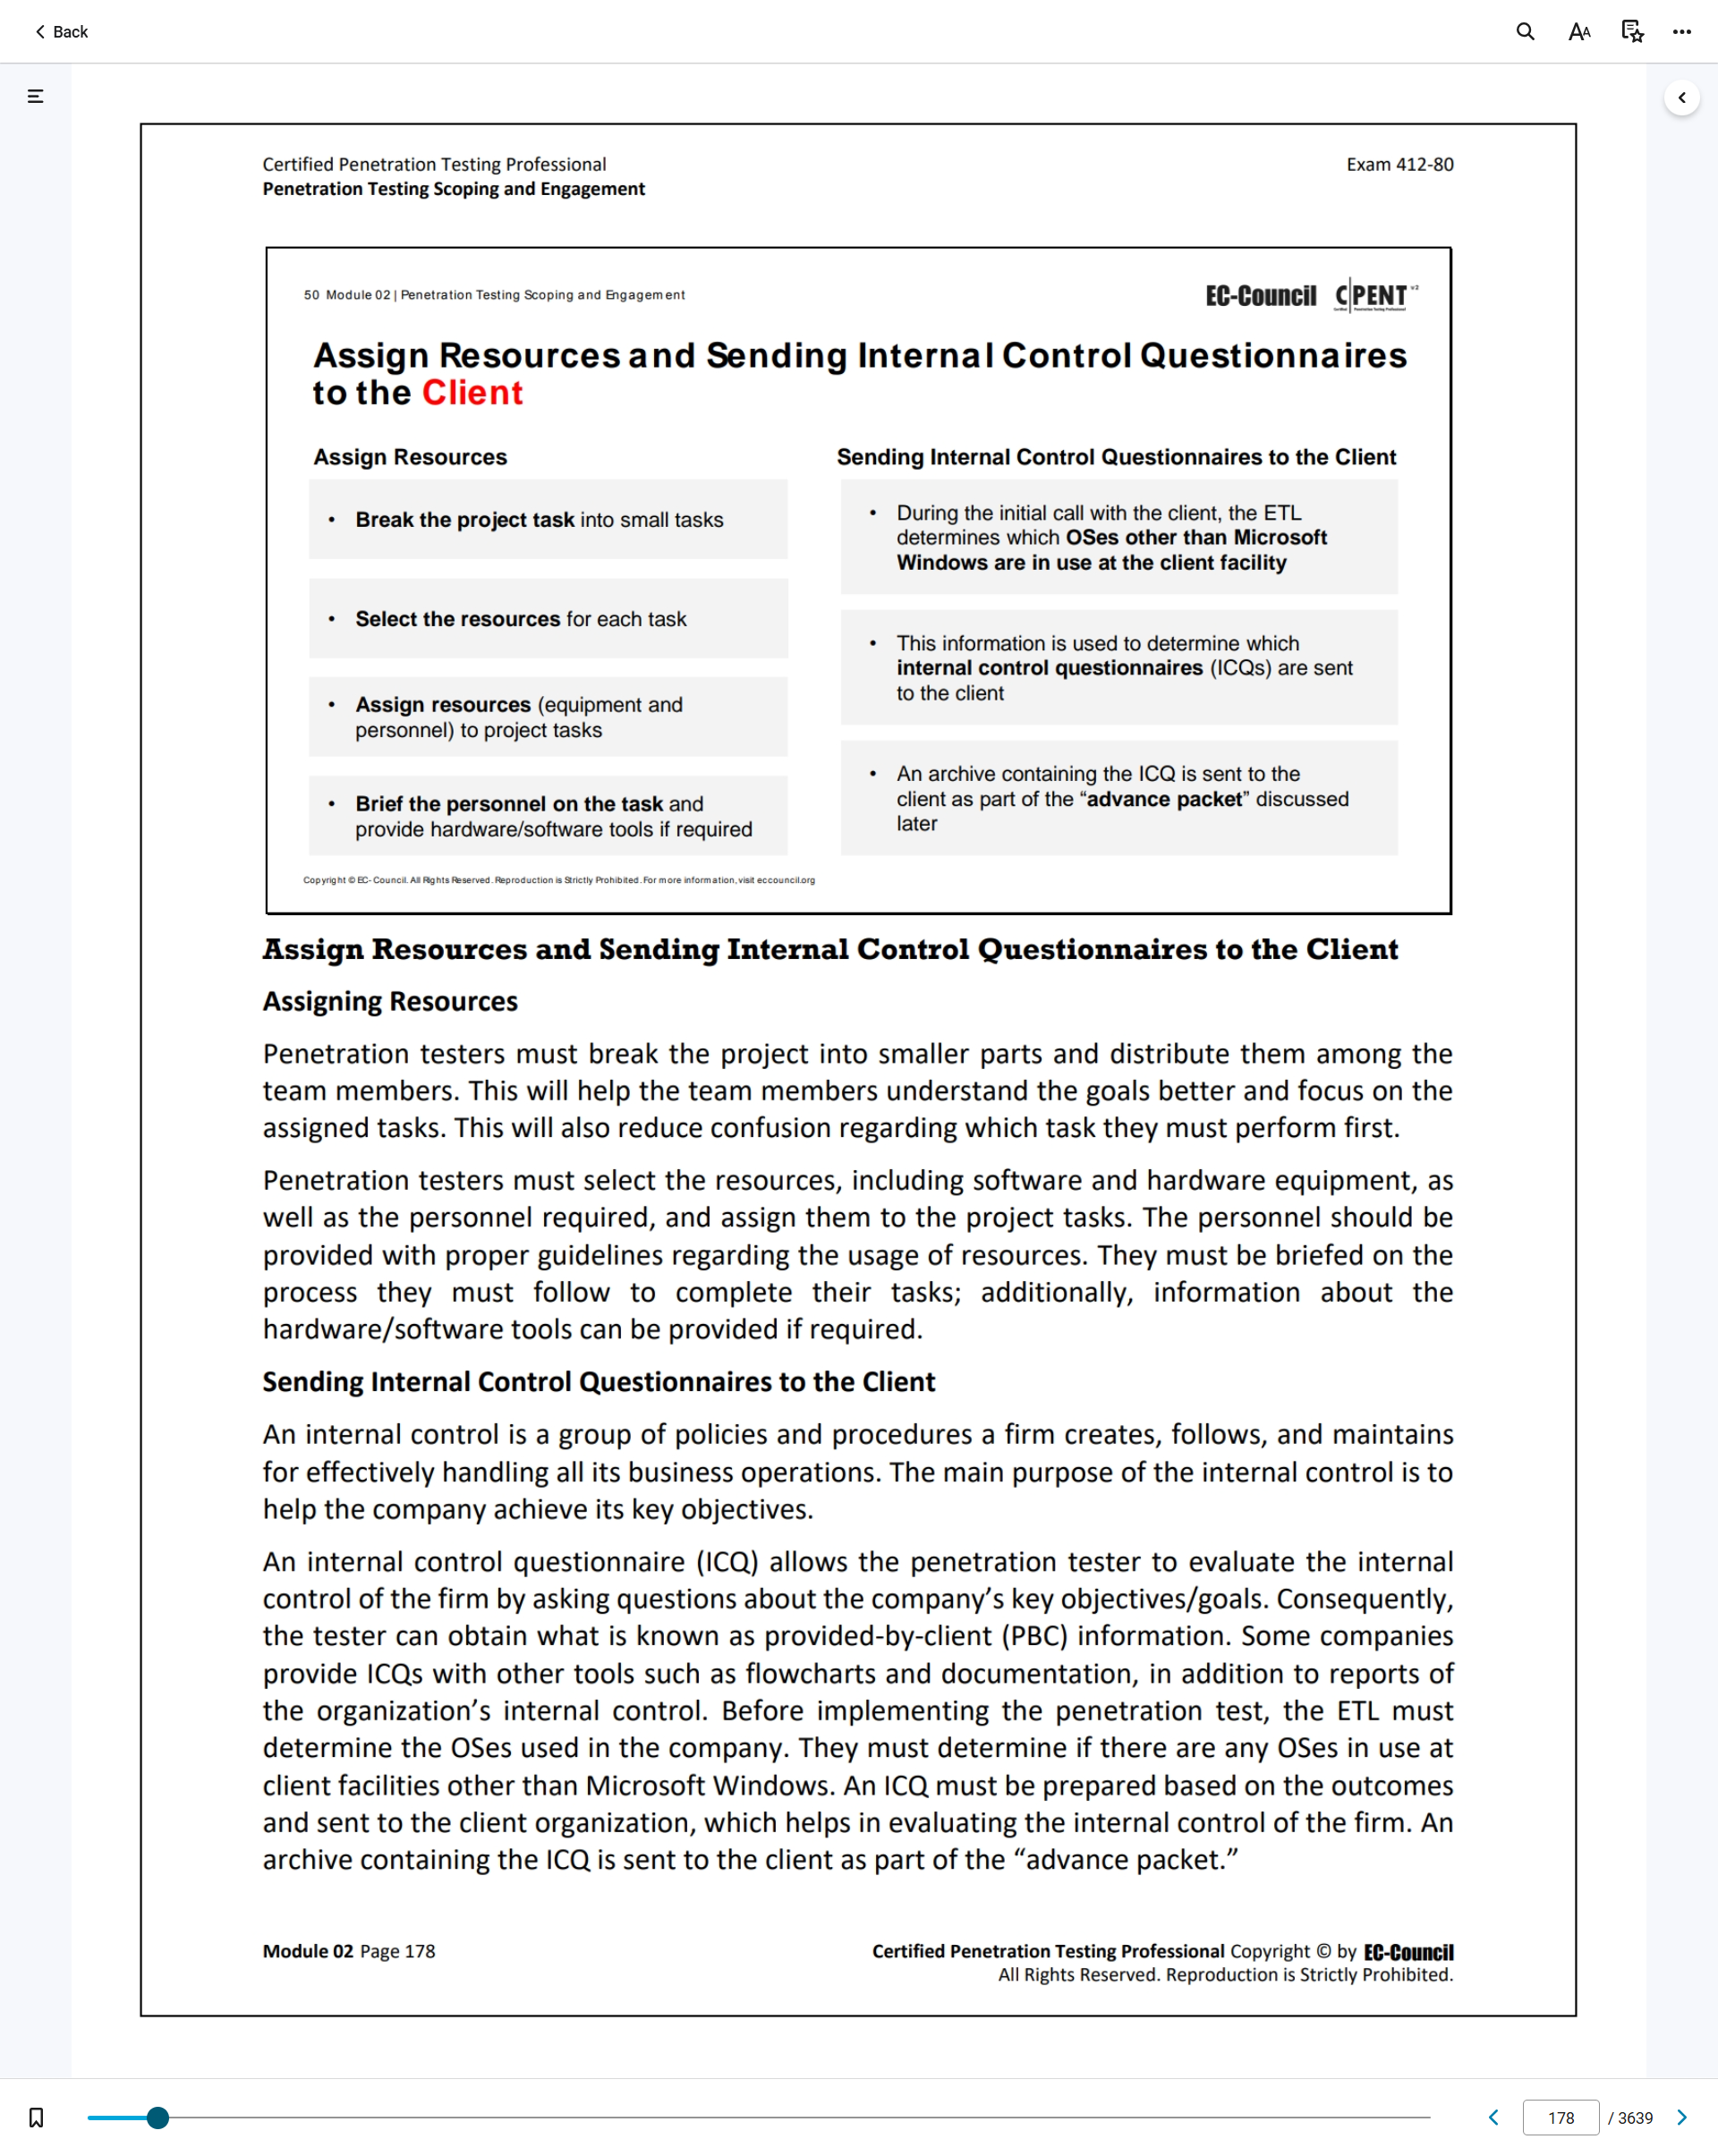 Back
Certified Penetration Testing Professional
Exam 412-80
Penetration Testing Scoping and Engagement
50 Module 02 | Penetration Testing Scoping and Engagement
EC-Council C|PENT v2
Assign Resources and Sending Internal Control Questionnaires
to the Client
Assign Resources
• Break the project task into small tasks
• Select the resources for each task
• Assign resources (equipment and
personnel) to project tasks
• Brief the personnel on the task and
provide hardware/software tools if required
Sending Internal Control Questionnaires to the Client
• During the initial call with the client, the ETL
determines which OSes other than Microsoft
Windows are in use at the client facility
• This information is used to determine which
internal control questionnaires (ICQs) are sent
to the client
• An archive containing the ICQ is sent to the
client as part of the “advance packet” discussed
later
Copyright © EC-Council. All Rights Reserved. Reproduction is Strictly Prohibited. For more information, visit eccouncil.org
Assign Resources and Sending Internal Control Questionnaires to the Client
Assigning Resources
Penetration testers must break the project into smaller parts and distribute them among the
team members. This will help the team members understand the goals better and focus on the
assigned tasks. This will also reduce confusion regarding which task they must perform first.
Penetration testers must select the resources, including software and hardware equipment, as
well as the personnel required, and assign them to the project tasks. The personnel should be
provided with proper guidelines regarding the usage of resources. They must be briefed on the
process they must follow to complete their tasks; additionally, information about the
hardware/software tools can be provided if required.
Sending Internal Control Questionnaires to the Client
An internal control is a group of policies and procedures a firm creates, follows, and maintains
for effectively handling all its business operations. The main purpose of the internal control is to
help the company achieve its key objectives.
An internal control questionnaire (ICQ) allows the penetration tester to evaluate the internal
control of the firm by asking questions about the company’s key objectives/goals. Consequently,
the tester can obtain what is known as provided-by-client (PBC) information. Some companies
provide ICQs with other tools such as flowcharts and documentation, in addition to reports of
the organization’s internal control. Before implementing the penetration test, the ETL must
determine the OSes used in the company. They must determine if there are any OSes in use at
client facilities other than Microsoft Windows. An ICQ must be prepared based on the outcomes
and sent to the client organization, which helps in evaluating the internal control of the firm. An
archive containing the ICQ is sent to the client as part of the “advance packet.”
Module 02 Page 178
Certified Penetration Testing Professional Copyright © by EC-Council
All Rights Reserved. Reproduction is Strictly Prohibited.
178 / 3639